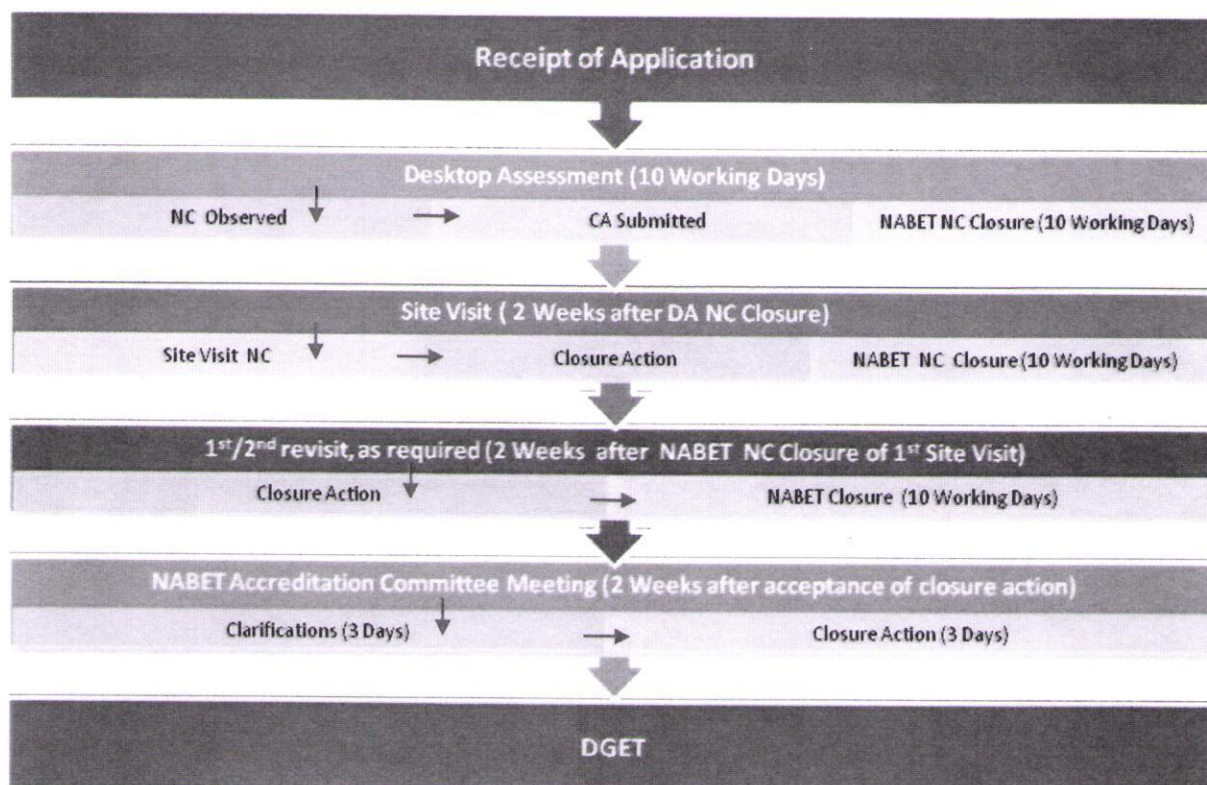 Receipt of Application
Desktop Assessment (10 Working Days)
NC Observed CA Submitted NABET NC Closure (10 Working Days)
Site Visit ( 2 Weeks after DA NC Closure)
Site Visit NC Closure Action NABET NC Closure (10 Working Days)
1st/2nd revisit, as required (2 Weeks after NABET NC Closure of 1st Site Visit)
Closure Action NABET Closure (10 Working Days)
NABET Accreditation Committee Meeting (2 Weeks after acceptance of closure action)
Clarifications (3 Days) Closure Action (3 Days)
DGET